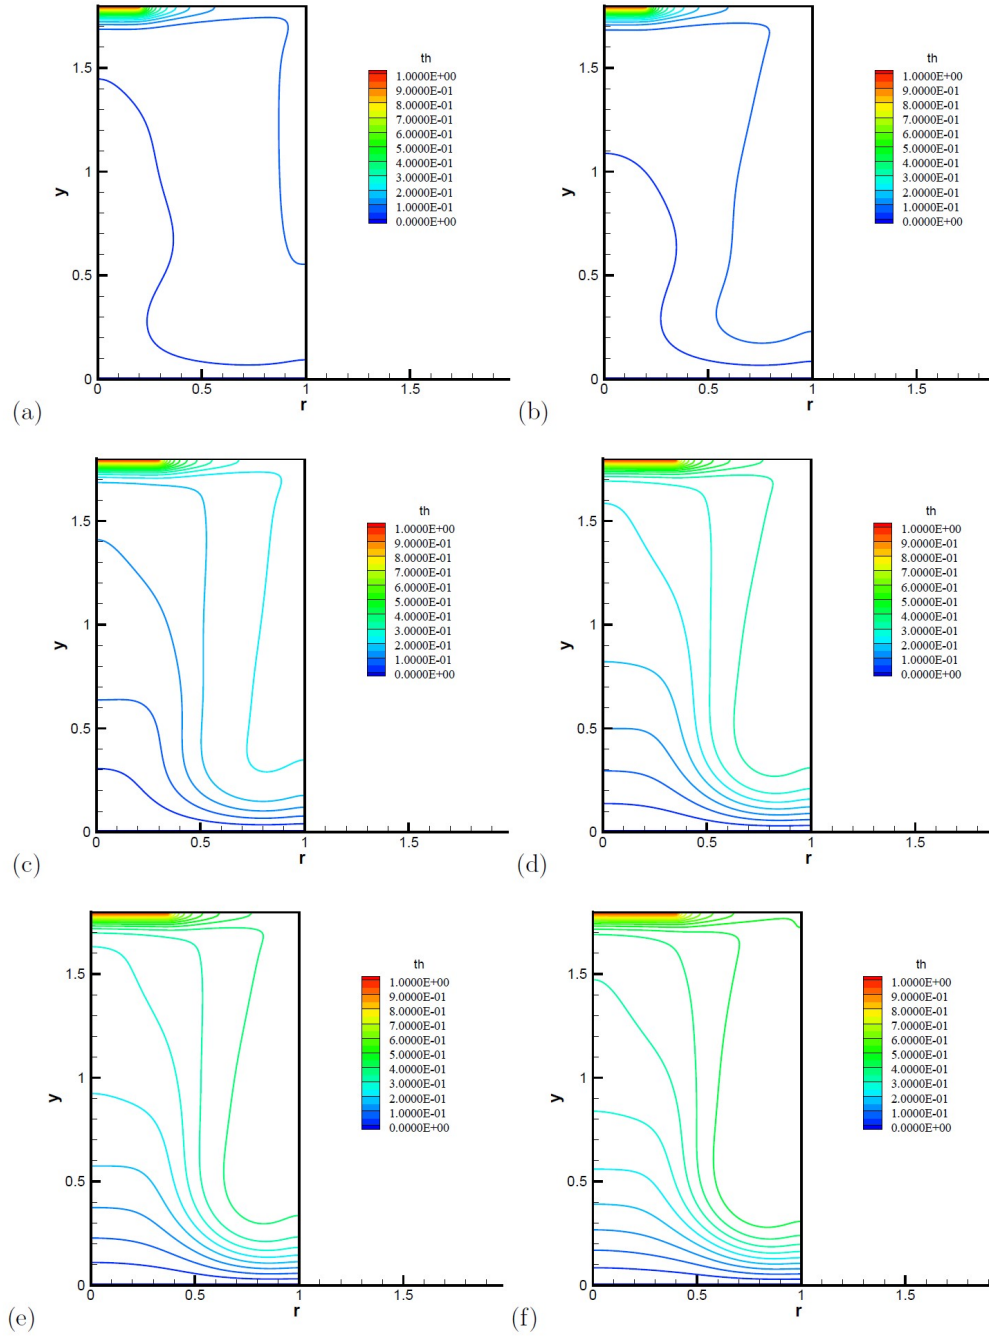 th
1.0000E+00
9.0000E-01
8.0000E-01
7.0000E-01
6.0000E-01
5.0000E-01
4.0000E-01
3.0000E-01
2.0000E-01
1.0000E-01
0.0000E+00
1.5
1
0.5
0
y
0 0.5 1 1.5
r
(a)
th
1.0000E+00
9.0000E-01
8.0000E-01
7.0000E-01
6.0000E-01
5.0000E-01
4.0000E-01
3.0000E-01
2.0000E-01
1.0000E-01
0.0000E+00
1.5
1
0.5
0
y
0 0.5 1 1.5
r
(b)
th
1.0000E+00
9.0000E-01
8.0000E-01
7.0000E-01
6.0000E-01
5.0000E-01
4.0000E-01
3.0000E-01
2.0000E-01
1.0000E-01
0.0000E+00
1.5
1
0.5
0
y
0 0.5 1 1.5
r
(c)
th
1.0000E+00
9.0000E-01
8.0000E-01
7.0000E-01
6.0000E-01
5.0000E-01
4.0000E-01
3.0000E-01
2.0000E-01
1.0000E-01
0.0000E+00
1.5
1
0.5
0
y
0 0.5 1 1.5
r
(d)
th
1.0000E+00
9.0000E-01
8.0000E-01
7.0000E-01
6.0000E-01
5.0000E-01
4.0000E-01
3.0000E-01
2.0000E-01
1.0000E-01
0.0000E+00
1.5
1
0.5
0
y
0 0.5 1 1.5
r
(e)
th
1.0000E+00
9.0000E-01
8.0000E-01
7.0000E-01
6.0000E-01
5.0000E-01
4.0000E-01
3.0000E-01
2.0000E-01
1.0000E-01
0.0000E+00
1.5
1
0.5
0
y
0 0.5 1 1.5
r
(f)